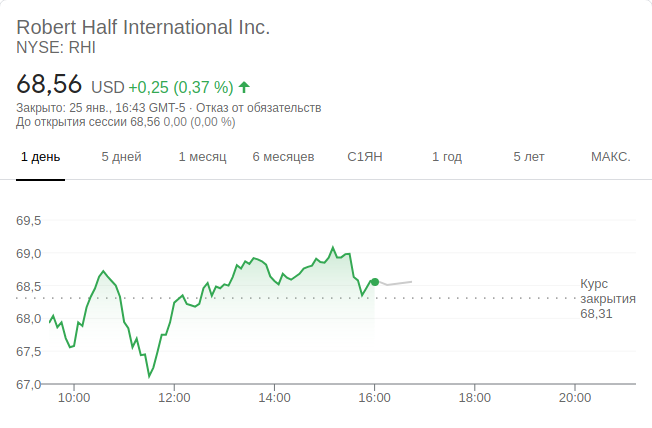 Robert Half International Inc.
NYSE: RHI
68,56 USD +0,25 (0,37 %)
Закрыто: 25 янв., 16:43 GMT-5 · Отказ от обязательств
До открытия сессии 68,56 0,00 (0,00 %)
1 день 5 дней 1 месяц 6 месяцев С1ЯН 1 год 5 лет МАКС.
69,5
69,0
68,5
68,0
67,5
67,0
Курс
закрытия
68,31
10:00 12:00 14:00 16:00 18:00 20:00